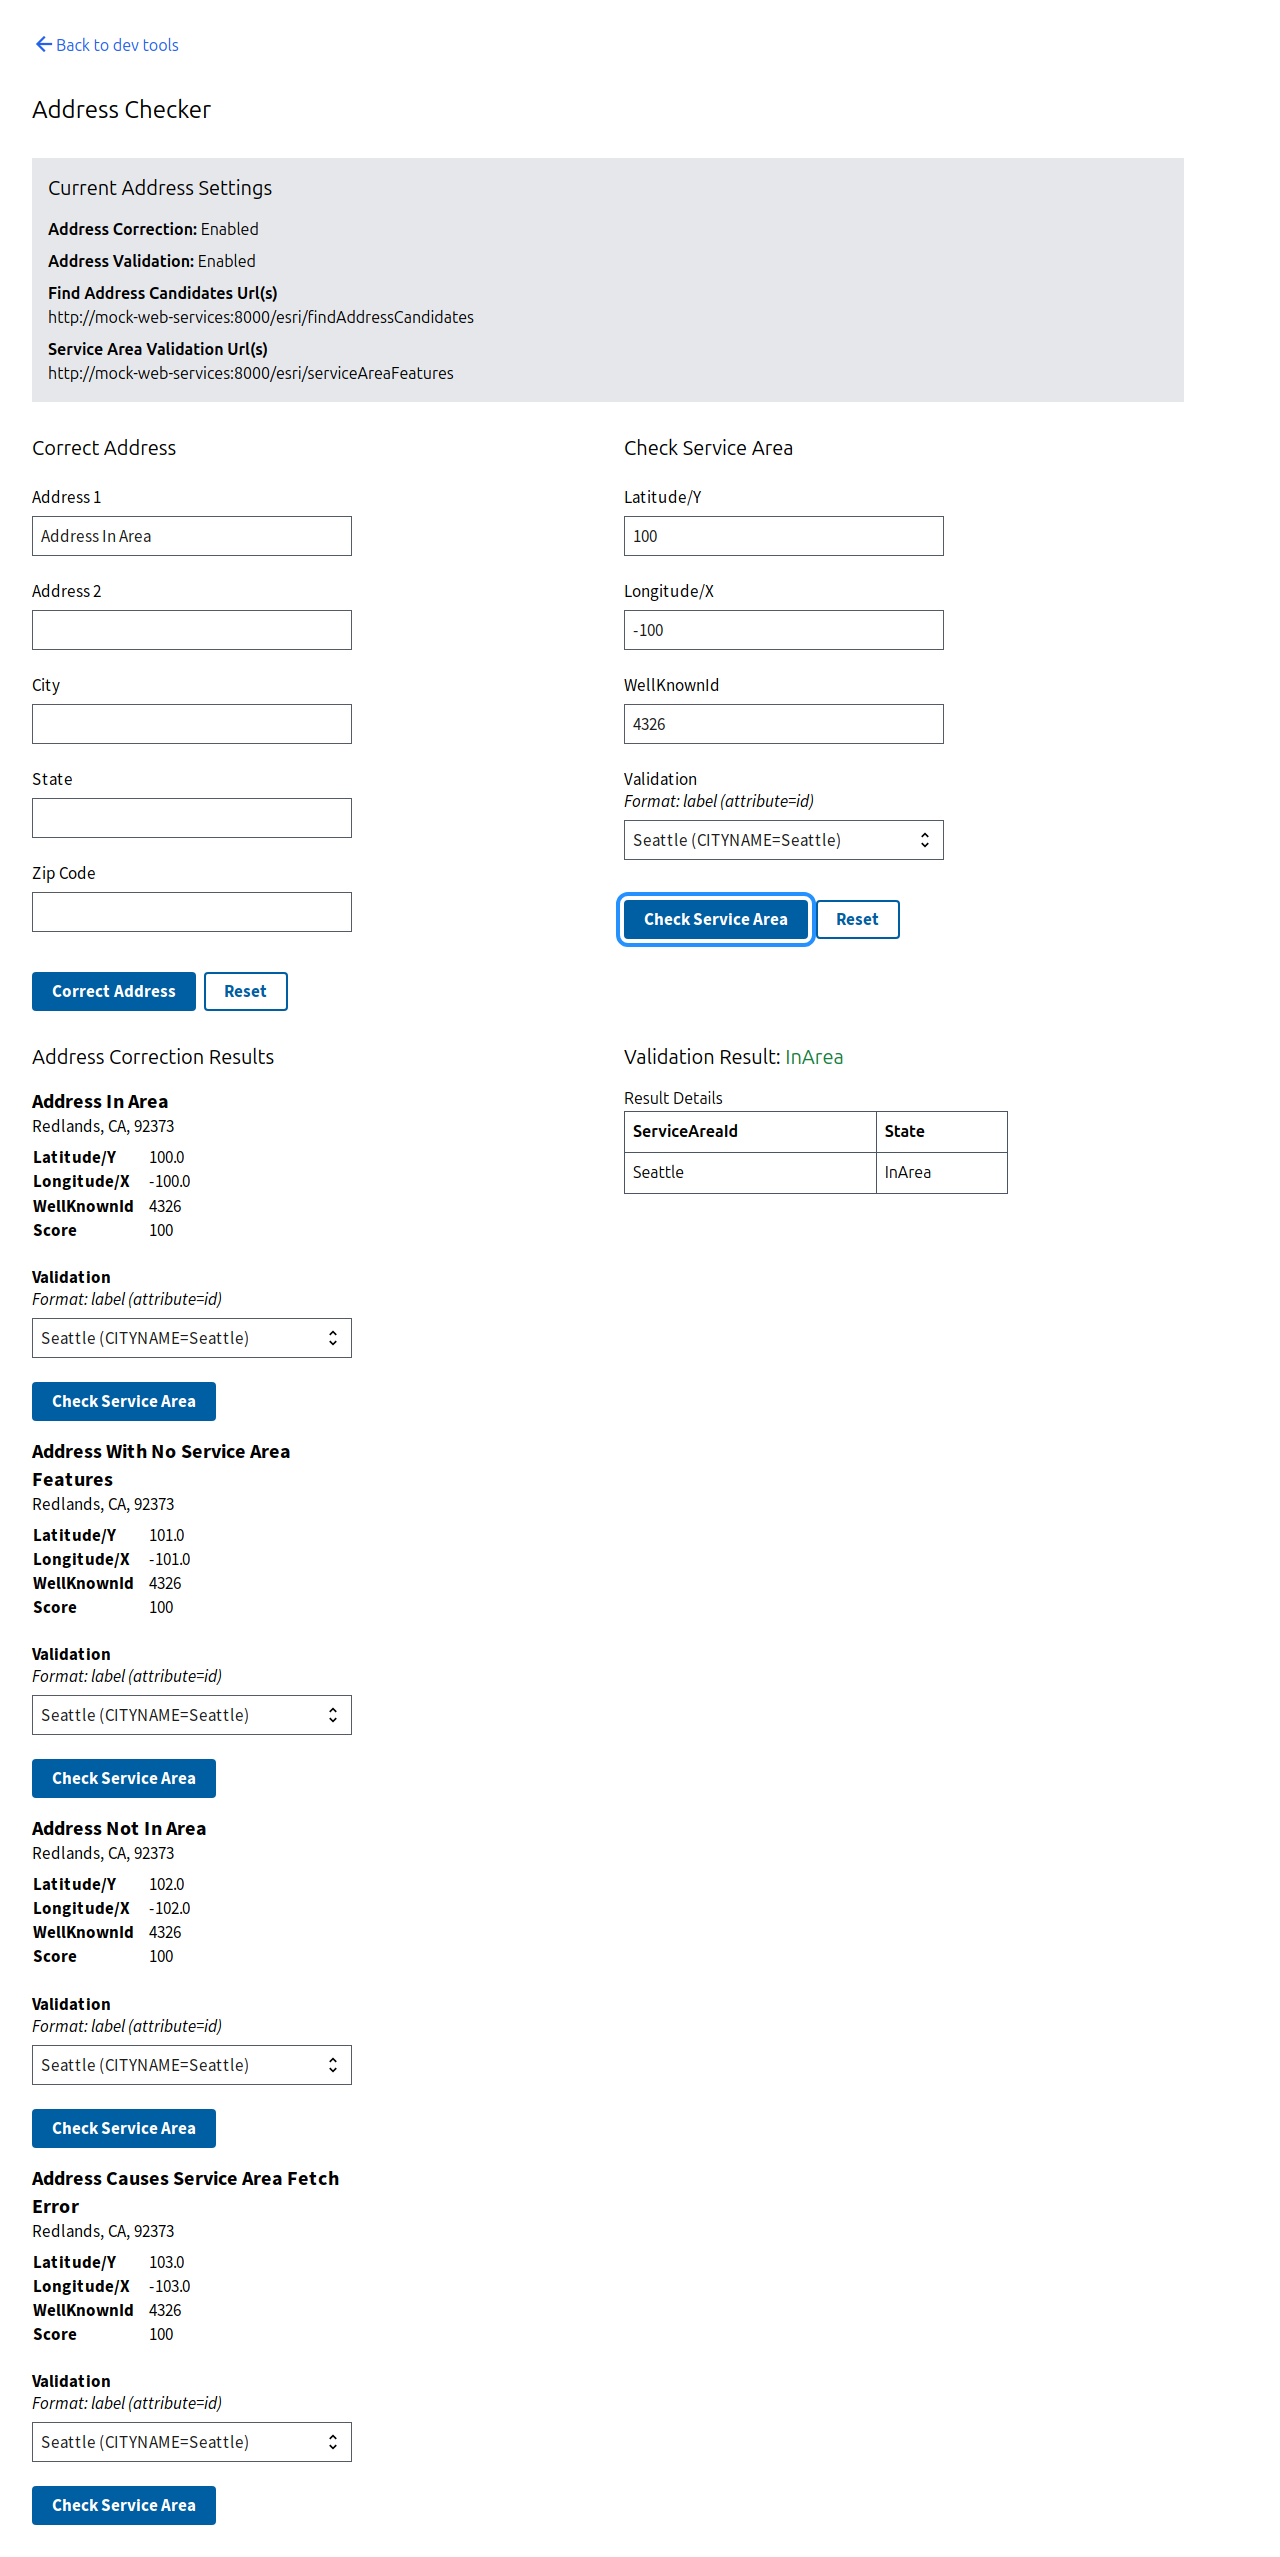 Back to dev tools
Address Checker
Current Address Settings
Address Correction: Enabled
Address Validation: Enabled
Find Address Candidates Url(s)
http://mock-web-services:8000/esri/findAddressCandidates
Service Area Validation Url(s)
http://mock-web-services:8000/esri/serviceAreaFeatures
Correct Address
Address 1
Address In Area
Address 2
City
State
Zip Code
Correct Address
Reset
Check Service Area
Latitude/Y
100
Longitude/X
-100
WellKnownId
4326
Validation
Format: label (attribute=id)
Seattle (CITYNAME=Seattle)
Check Service Area
Reset
Address Correction Results
Address In Area
Redlands, CA, 92373
Latitude/Y 100.0
Longitude/X -100.0
WellKnownId 4326
Score 100
Validation
Format: label (attribute=id)
Seattle (CITYNAME=Seattle)
Check Service Area
Address With No Service Area
Features
Redlands, CA, 92373
Latitude/Y 101.0
Longitude/X -101.0
WellKnownId 4326
Score 100
Validation
Format: label (attribute=id)
Seattle (CITYNAME=Seattle)
Check Service Area
Address Not In Area
Redlands, CA, 92373
Latitude/Y 102.0
Longitude/X -102.0
WellKnownId 4326
Score 100
Validation
Format: label (attribute=id)
Seattle (CITYNAME=Seattle)
Check Service Area
Address Causes Service Area Fetch
Error
Redlands, CA, 92373
Latitude/Y 103.0
Longitude/X -103.0
WellKnownId 4326
Score 100
Validation
Format: label (attribute=id)
Seattle (CITYNAME=Seattle)
Check Service Area
Validation Result: InArea
Result Details
ServiceAreaId State
Seattle InArea